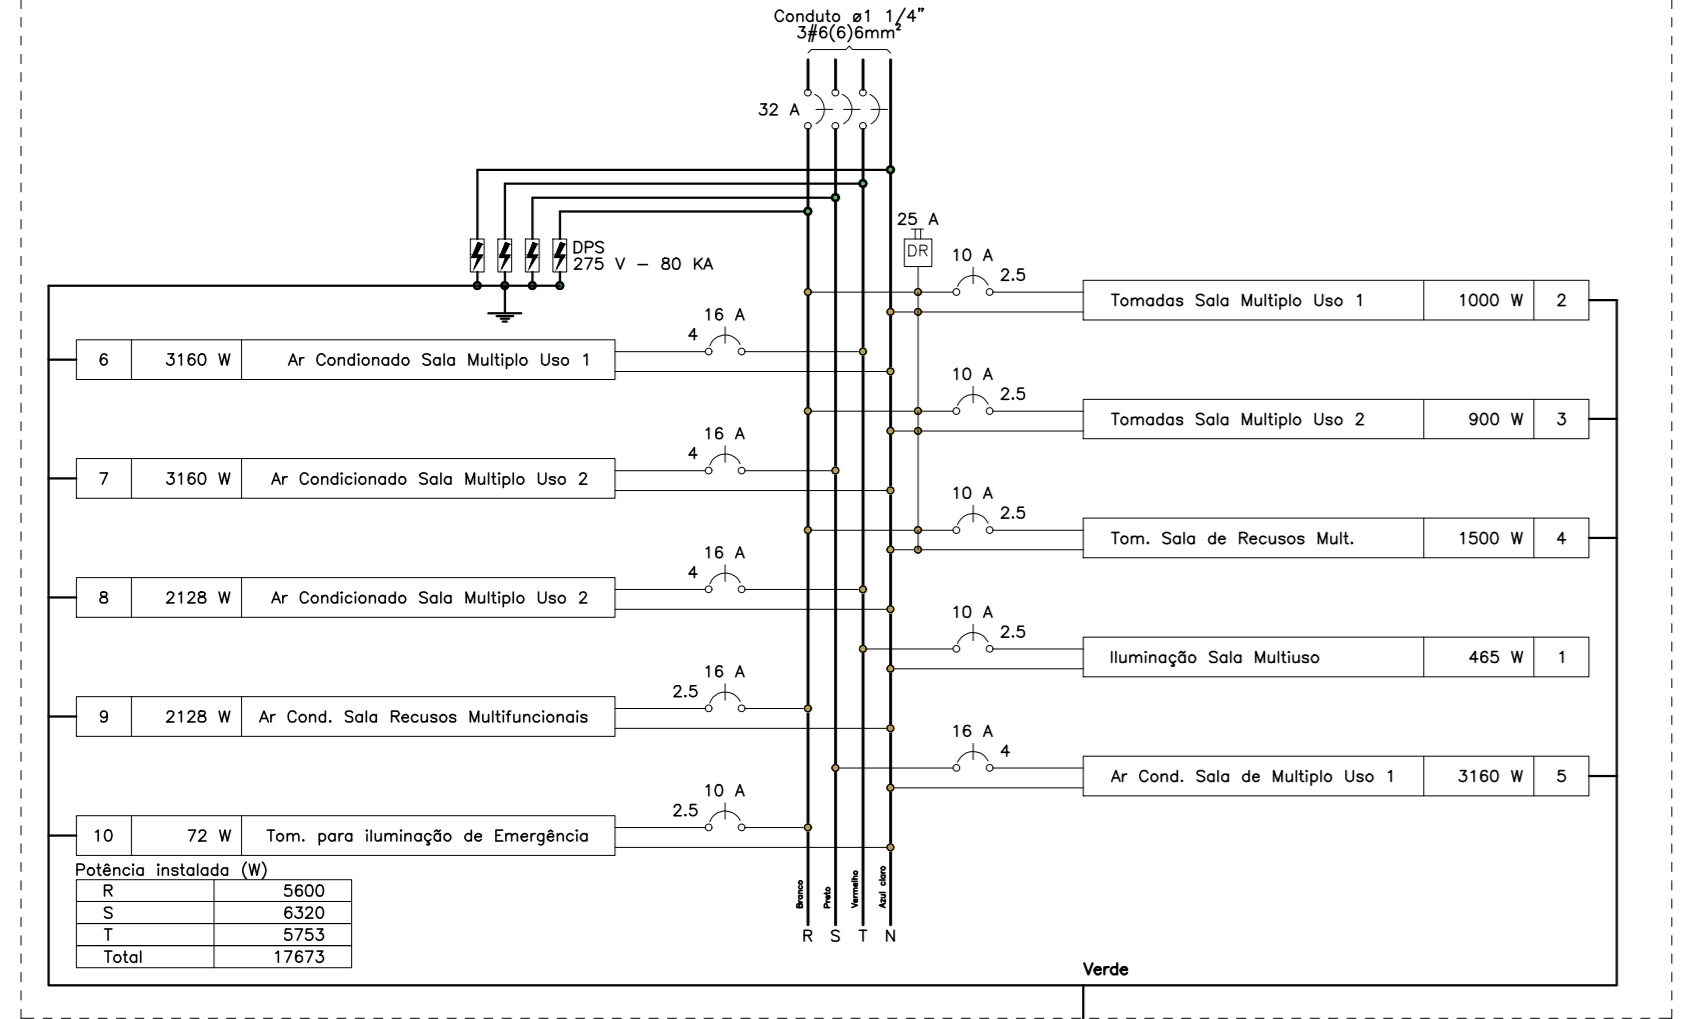 Conduto ø1 1/4"
3#6(6)6mm²
32 A
DPS
275 V – 80 KA
25 A
DR
10 A
2.5
Tomadas Sala Multiplo Uso 1 1000 W 2
16 A
4
6 3160 W Ar Condionado Sala Multiplo Uso 1
10 A
2.5
Tomadas Sala Multiplo Uso 2 900 W 3
16 A
4
7 3160 W Ar Condicionado Sala Multiplo Uso 2
10 A
2.5
Tom. Sala de Recusos Mult. 1500 W 4
16 A
4
8 2128 W Ar Condicionado Sala Multiplo Uso 2
10 A
2.5
Iluminação Sala Multiuso 465 W 1
16 A
2.5
9 2128 W Ar Cond. Sala Recusos Multifuncionais
16 A
4
Ar Cond. Sala de Multiplo Uso 1 3160 W 5
10 A
2.5
10 72 W Tom. para iluminação de Emergência
Potência instalada (W)
R 5600
S 6320
T 5753
Total 17673
Branco
Preto
Vermelho
Azul claro
R S T N
Verde